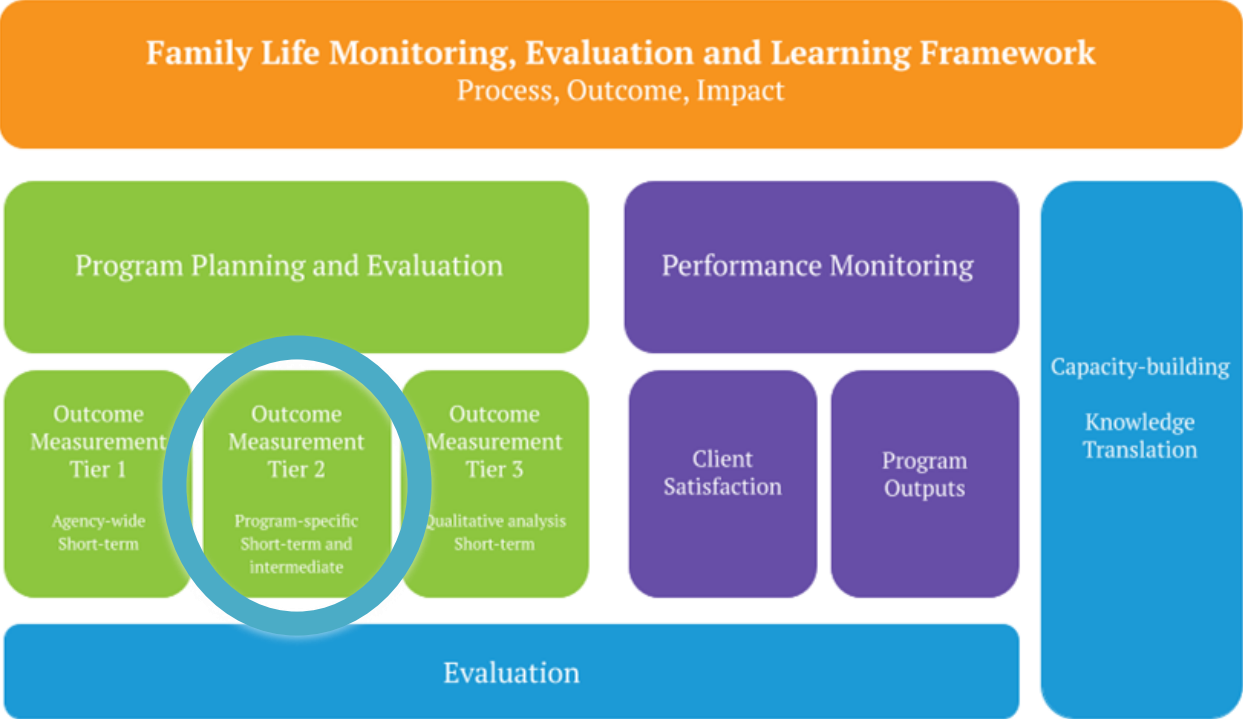 Family Life Monitoring, Evaluation and Learning Framework
Process, Outcome, Impact
Program Planning and Evaluation
Performance Monitoring
Outcome
Measurement
Tier 1
Agency-wide
Short-term
Outcome
Measurement
Tier 2
Program-specific
Short-term and
intermediate
Outcome
Measurement
Tier 3
Qualitative analysis
Short-term
Client
Satisfaction
Program
Outputs
Capacity-building
Knowledge
Translation
Evaluation